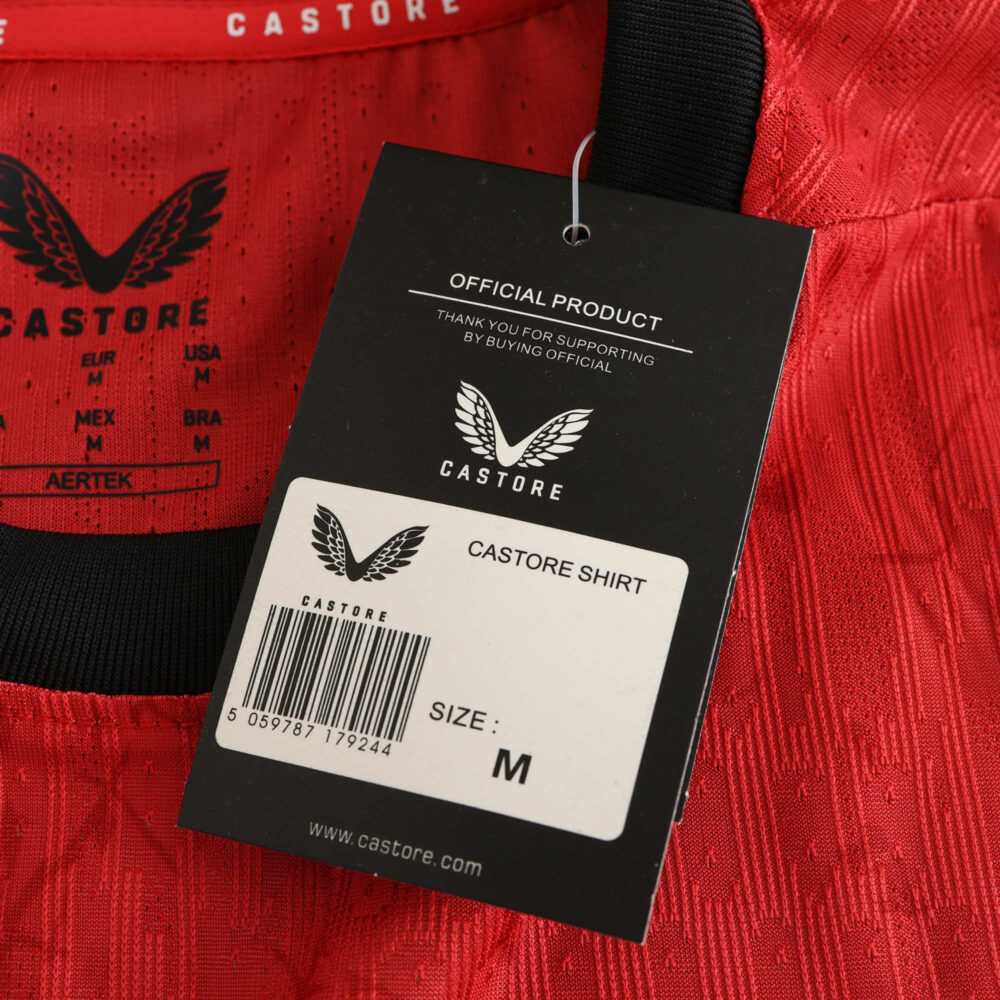 CASTORE
CASTORE
EUR USA
M M
MEX BRA
M M
AERTEK
OFFICIAL PRODUCT
THANK YOU FOR SUPPORTING
BY BUYING OFFICIAL
CASTORE
CASTORE SHIRT
CASTORE
5 059787 179244
SIZE :
M
www.castore.com